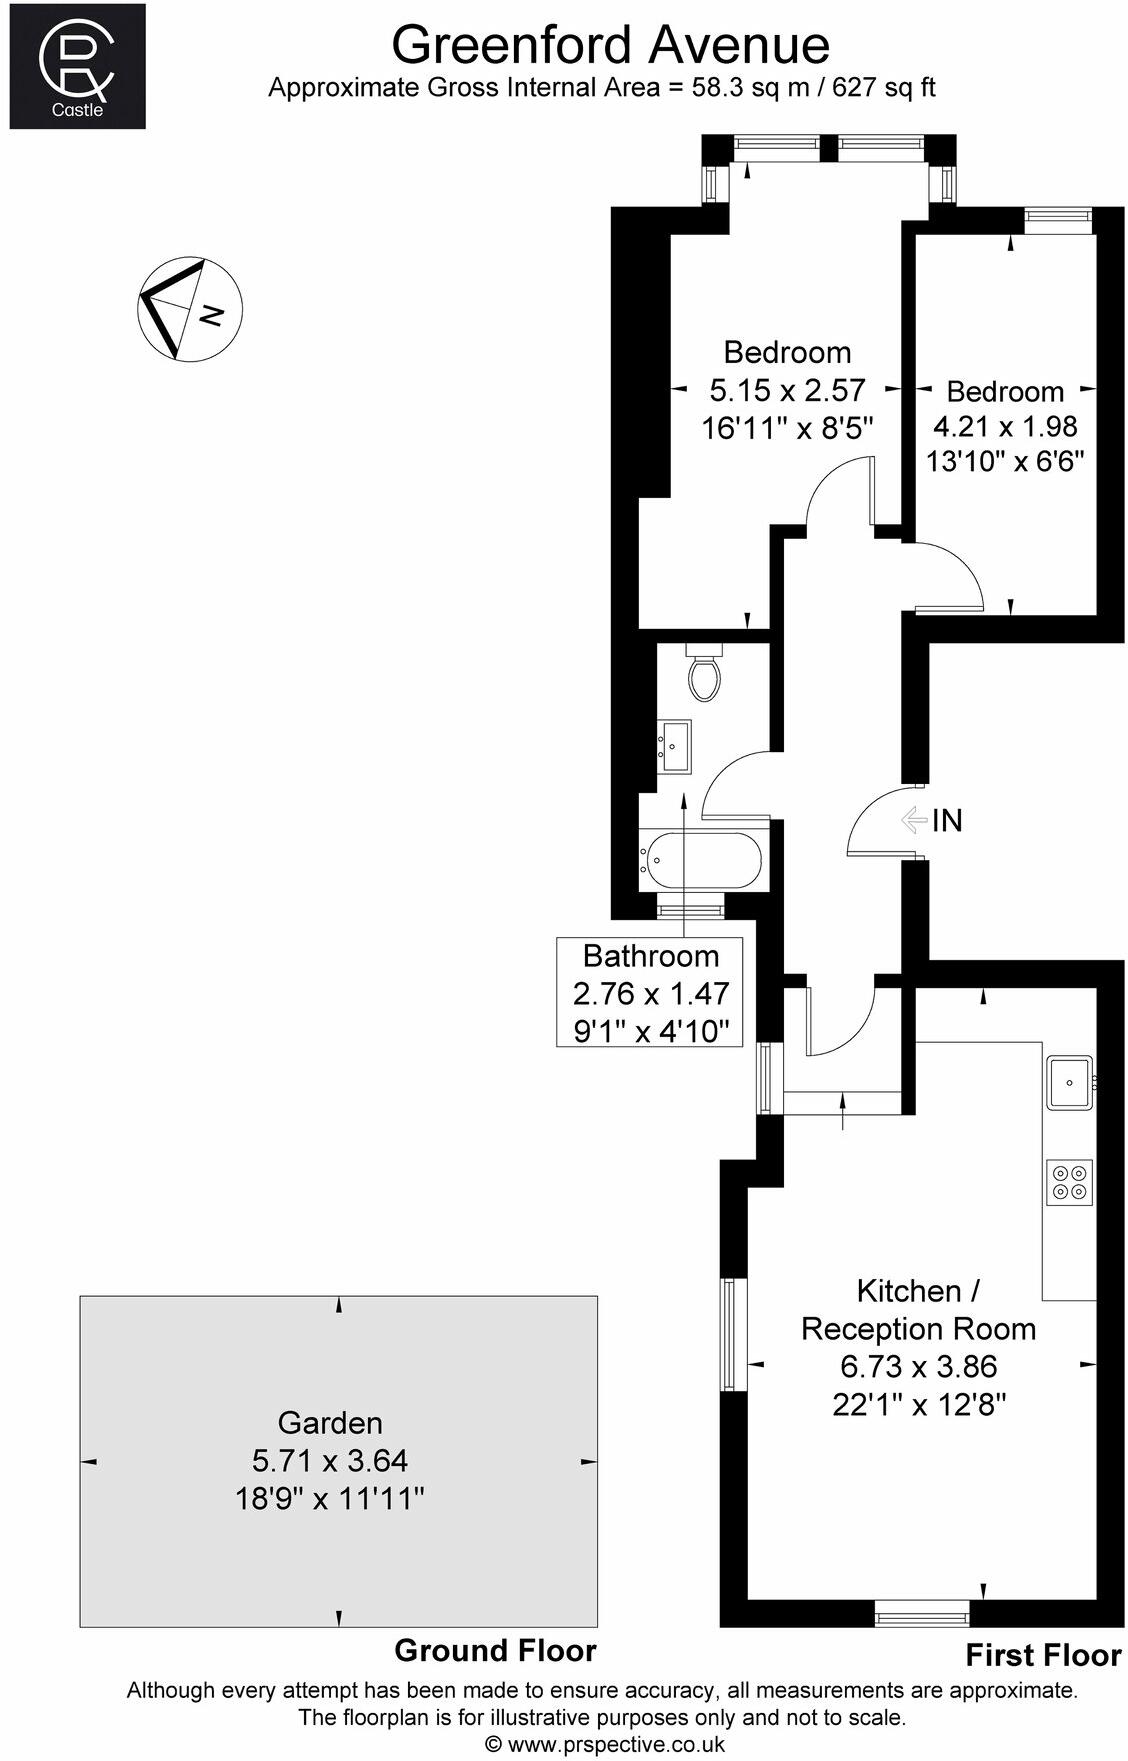 Castle
Greenford Avenue
Approximate Gross Internal Area = 58.3 sq m / 627 sq ft
N
Bedroom
5.15 x 2.57
16'11" x 8'5"
Bedroom
4.21 x 1.98
13'10" x 6'6"
IN
Bathroom
2.76 x 1.47
9'1" x 4'10"
Kitchen /
Reception Room
6.73 x 3.86
22'1" x 12'8"
Garden
5.71 x 3.64
18'9" x 11'11"
Ground Floor
First Floor
Although every attempt has been made to ensure accuracy, all measurements are approximate.
The floorplan is for illustrative purposes only and not to scale.
© www.prspective.co.uk